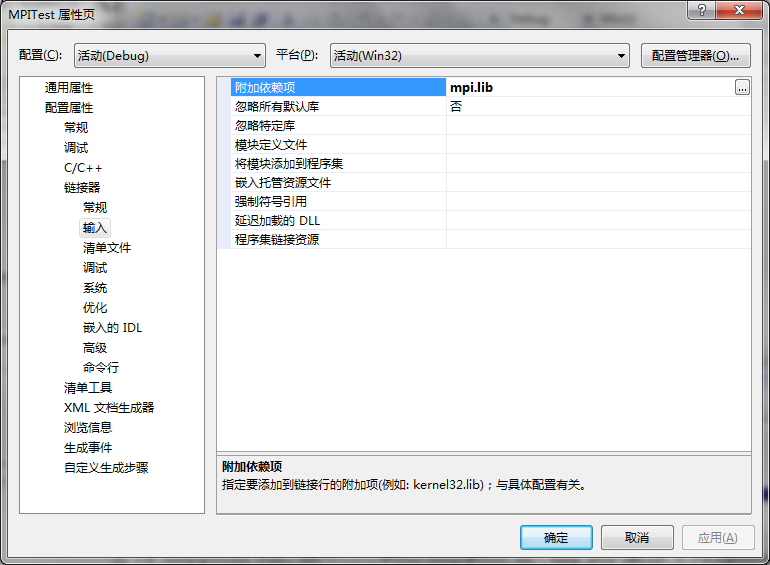 MPITest 属性页
配置(C): 活动(Debug) 平台(P): 活动(Win32) 配置管理器(O)...
通用属性
配置属性
常规
调试
C/C++
链接器
常规
输入
清单文件
调试
系统
优化
嵌入的 IDL
高级
命令行
清单工具
XML 文档生成器
浏览信息
生成事件
自定义生成步骤
附加依赖项 mpi.lib ...
忽略所有默认库 否
忽略特定库
模块定义文件
将模块添加到程序集
嵌入托管资源文件
强制符号引用
延迟加载的 DLL
程序集链接资源
附加依赖项
指定要添加到链接行的附加项(例如: kernel32.lib)；与具体配置有关。
确定 取消 应用(A)